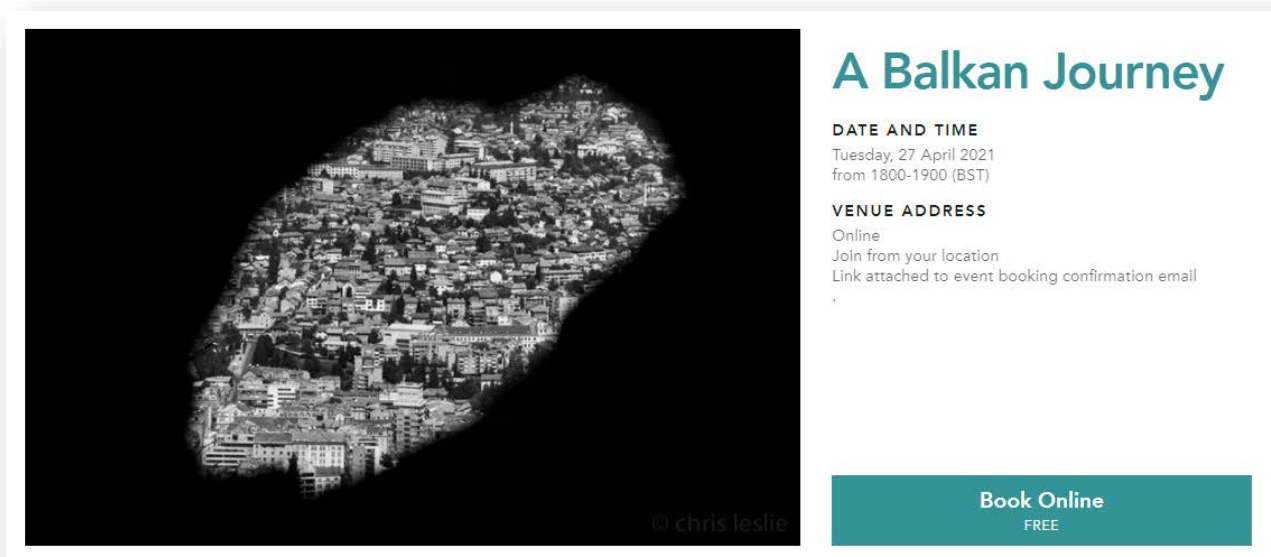 A Balkan Journey
DATE AND TIME
Tuesday, 27 April 2021
from 1800-1900 (BST)
VENUE ADDRESS
Online
Join from your location
Link attached to event booking confirmation email
.
© chris leslie
Book Online
FREE